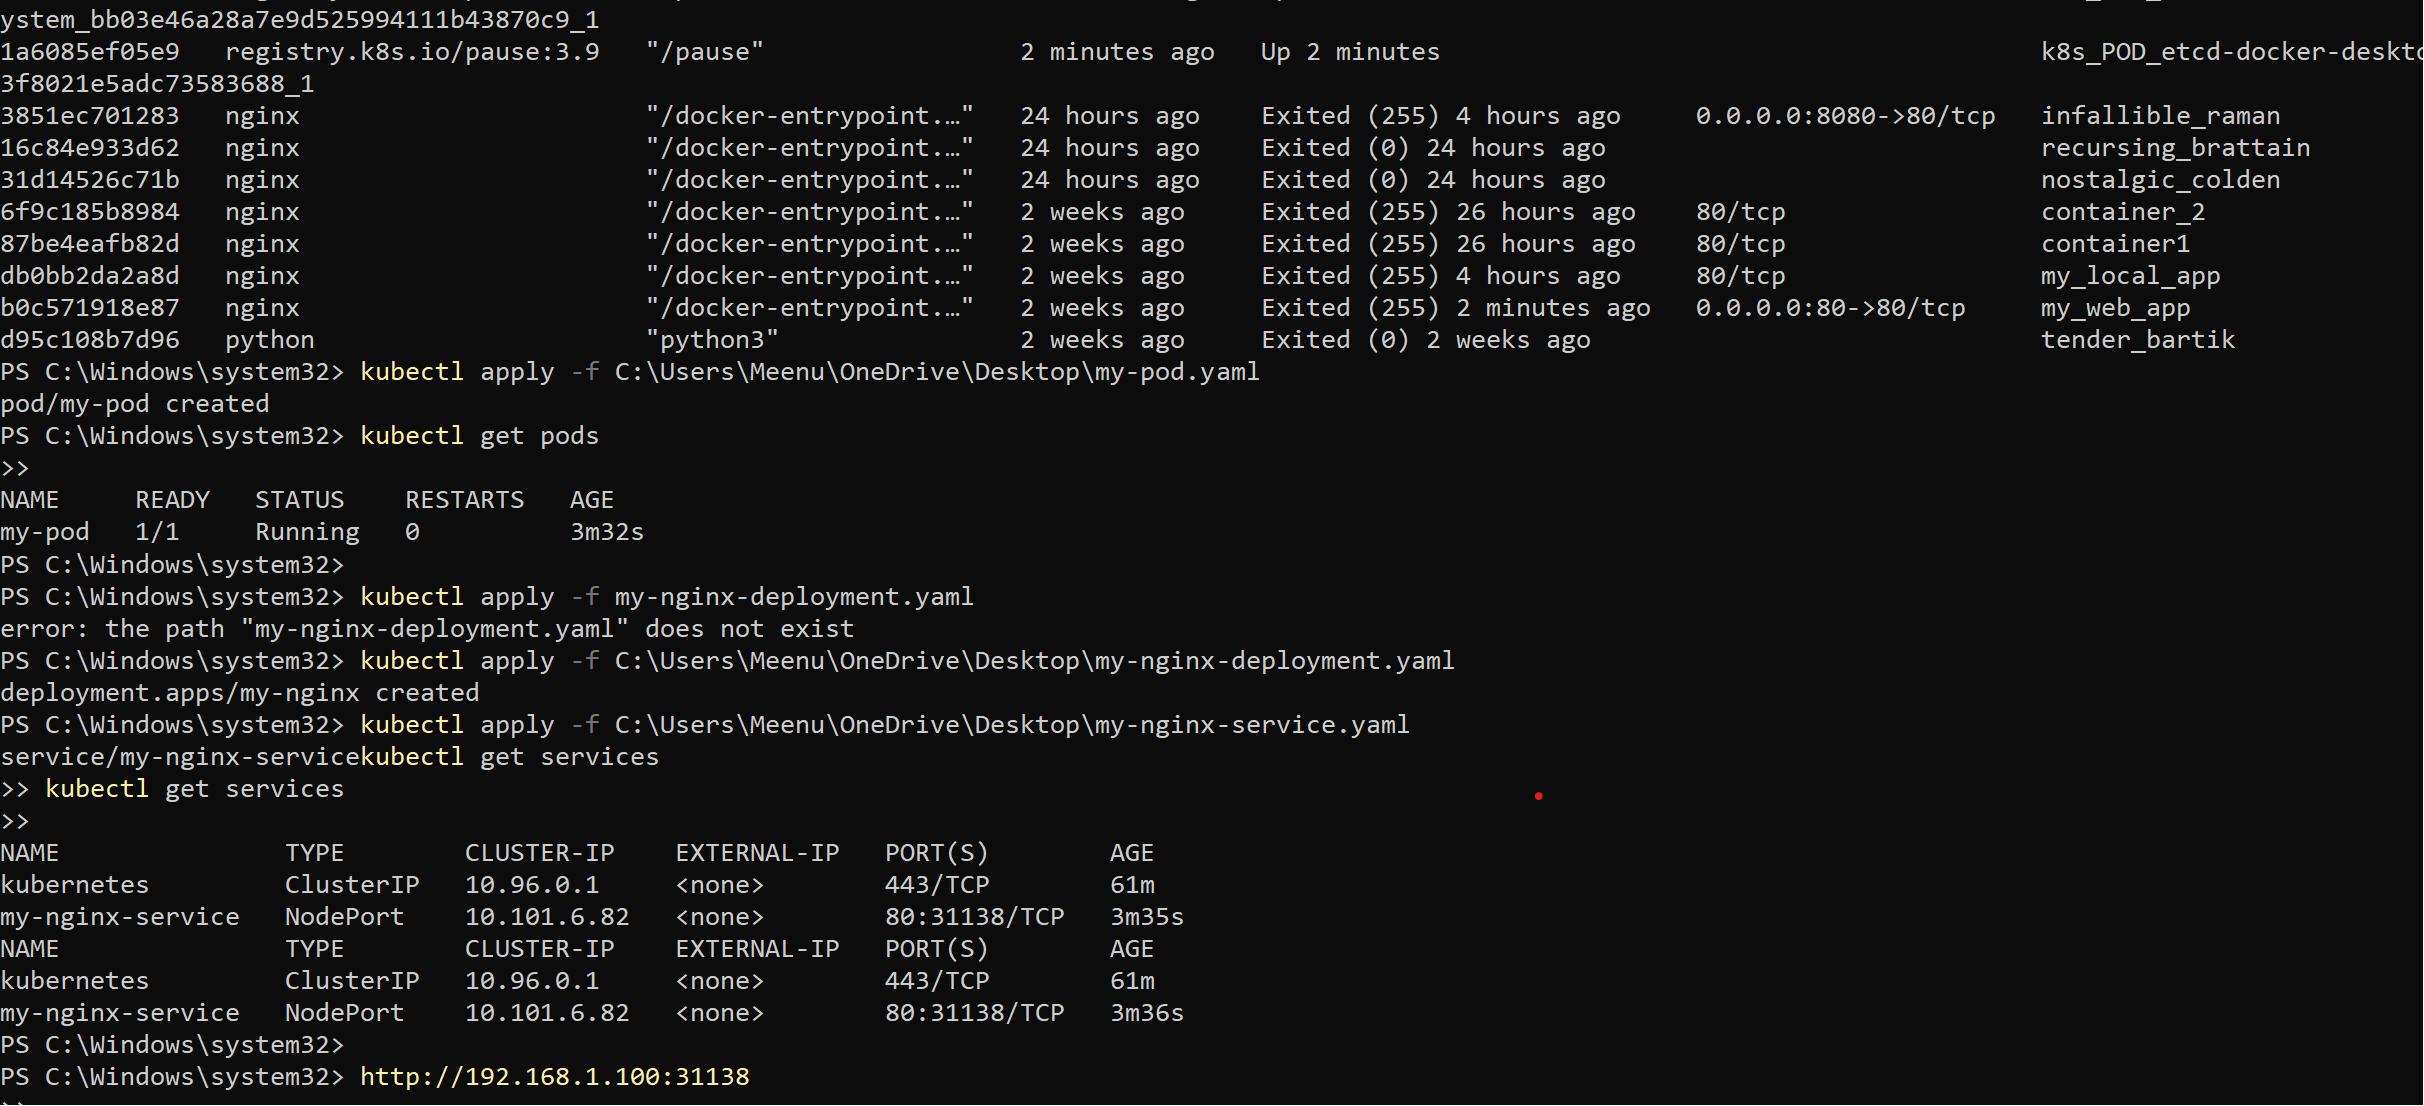 ystem_bb03e46a28a7e9d525994111b43870c9_1
1a6085ef05e9   registry.k8s.io/pause:3.9   "/pause"                 2 minutes ago   Up 2 minutes                                        k8s_POD_etcd-docker-deskto
3f8021e5adc73583688_1
3851ec701283   nginx                       "/docker-entrypoint.…"   24 hours ago    Exited (255) 4 hours ago     0.0.0.0:8080->80/tcp   infallible_raman
16c84e933d62   nginx                       "/docker-entrypoint.…"   24 hours ago    Exited (0) 24 hours ago                             recursing_brattain
31d14526c71b   nginx                       "/docker-entrypoint.…"   24 hours ago    Exited (0) 24 hours ago                             nostalgic_colden
6f9c185b8984   nginx                       "/docker-entrypoint.…"   2 weeks ago     Exited (255) 26 hours ago    80/tcp                 container_2
87be4eafb82d   nginx                       "/docker-entrypoint.…"   2 weeks ago     Exited (255) 26 hours ago    80/tcp                 container1
db0bb2da2a8d   nginx                       "/docker-entrypoint.…"   2 weeks ago     Exited (255) 4 hours ago     80/tcp                 my_local_app
b0c571918e87   nginx                       "/docker-entrypoint.…"   2 weeks ago     Exited (255) 2 minutes ago   0.0.0.0:80->80/tcp     my_web_app
d95c108b7d96   python                      "python3"                2 weeks ago     Exited (0) 2 weeks ago                              tender_bartik
PS C:\Windows\system32> kubectl apply -f C:\Users\Meenu\OneDrive\Desktop\my-pod.yaml
pod/my-pod created
PS C:\Windows\system32> kubectl get pods
>>
NAME     READY   STATUS    RESTARTS   AGE
my-pod   1/1     Running   0          3m32s
PS C:\Windows\system32>
PS C:\Windows\system32> kubectl apply -f my-nginx-deployment.yaml
error: the path "my-nginx-deployment.yaml" does not exist
PS C:\Windows\system32> kubectl apply -f C:\Users\Meenu\OneDrive\Desktop\my-nginx-deployment.yaml
deployment.apps/my-nginx created
PS C:\Windows\system32> kubectl apply -f C:\Users\Meenu\OneDrive\Desktop\my-nginx-service.yaml
service/my-nginx-servicekubectl get services
>> kubectl get services
>>
NAME               TYPE        CLUSTER-IP    EXTERNAL-IP   PORT(S)        AGE
kubernetes         ClusterIP   10.96.0.1     <none>        443/TCP        61m
my-nginx-service   NodePort    10.101.6.82   <none>        80:31138/TCP   3m35s
NAME               TYPE        CLUSTER-IP    EXTERNAL-IP   PORT(S)        AGE
kubernetes         ClusterIP   10.96.0.1     <none>        443/TCP        61m
my-nginx-service   NodePort    10.101.6.82   <none>        80:31138/TCP   3m36s
PS C:\Windows\system32>
PS C:\Windows\system32> http://192.168.1.100:31138